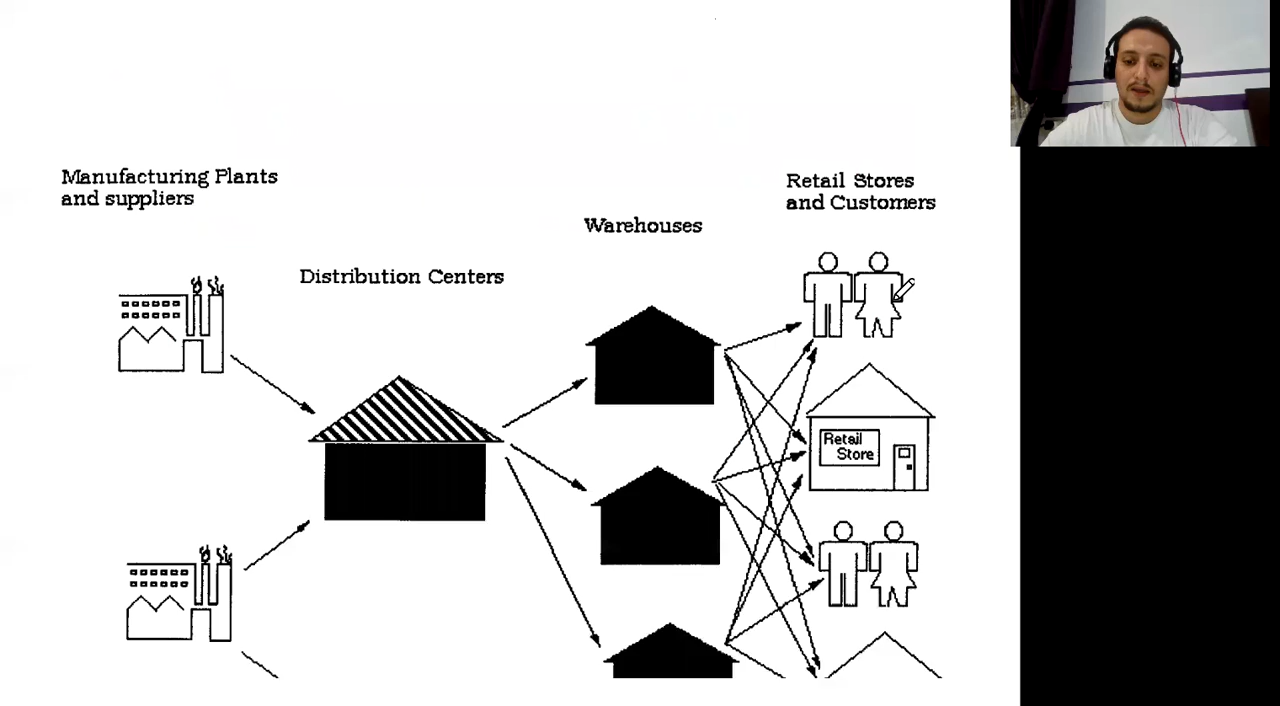 Manufacturing Plants
and suppliers
Distribution Centers
Warehouses
Retail Stores
and Customers
Retail
Store